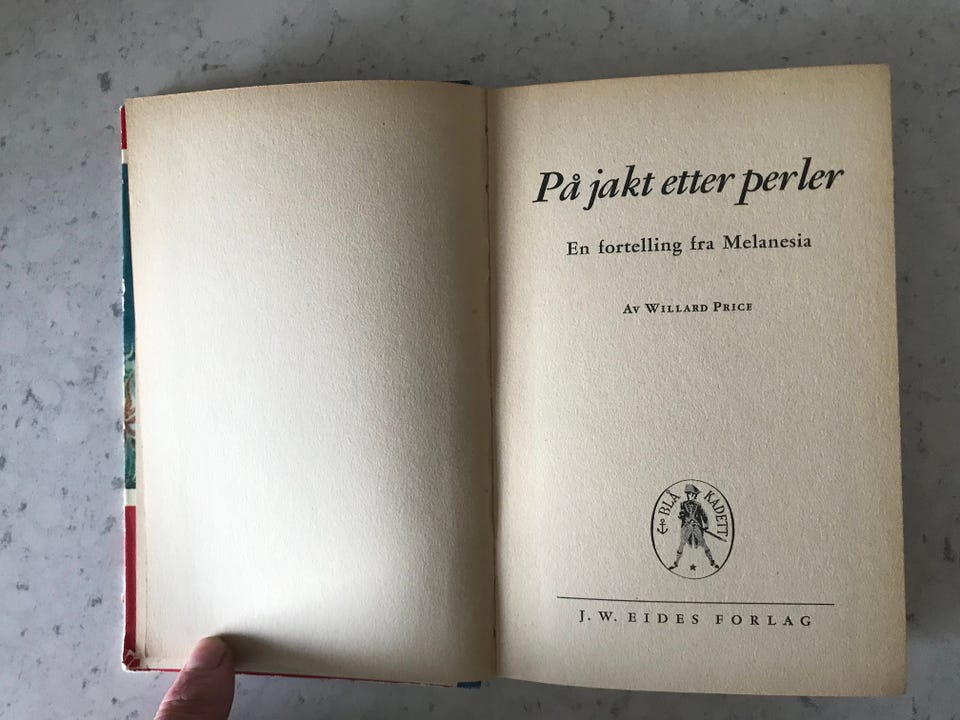 På jakt etter perler
En fortelling fra Melanesia
AV WILLARD PRICE
BLÅ KADETT
J. W. EIDES FORLAG